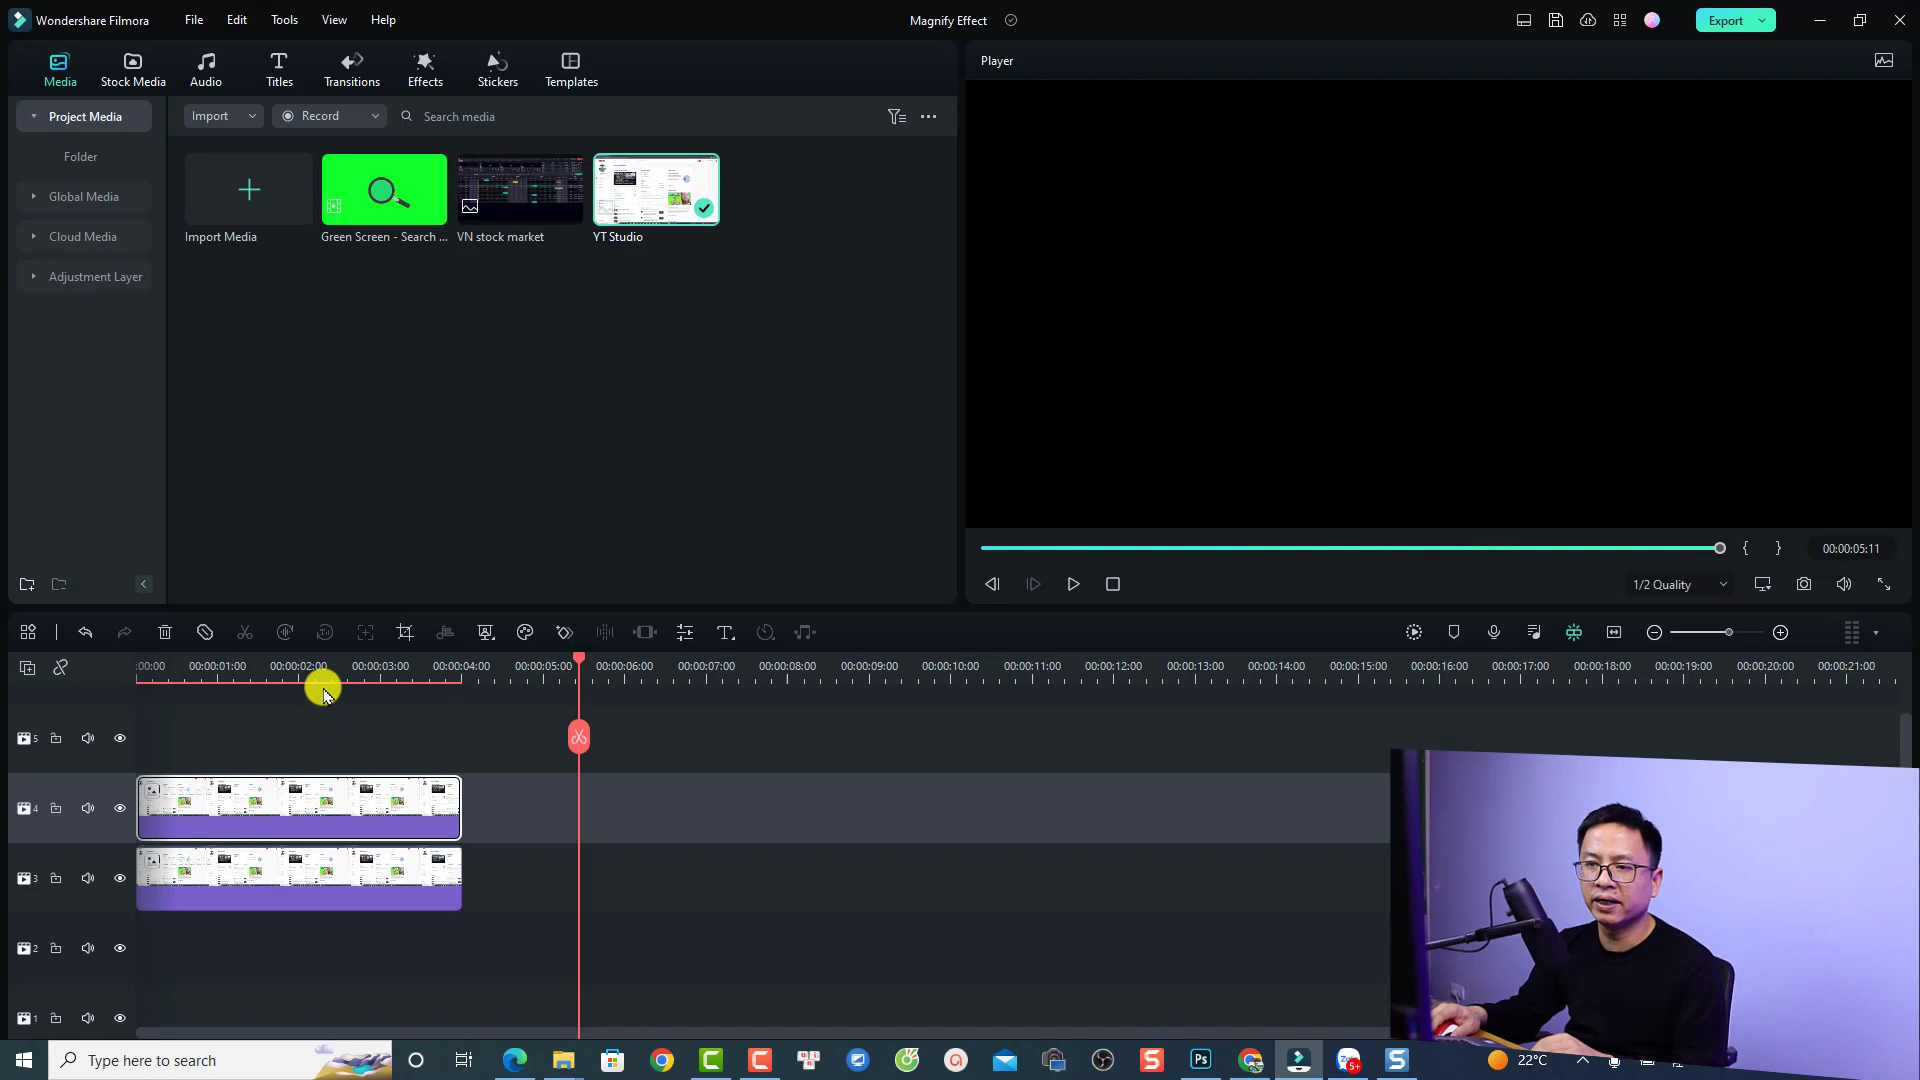 Wondershare Filmora
File
Edit
Tools
View
Help
Magnify Effect
Export
Media
Stock Media
Audio
Titles
Transitions
Effects
Stickers
Templates
Player
Project Media
Folder
Global Media
Cloud Media
Adjustment Layer
Import
Record
Search media
Import Media
Green Screen - Search ...
VN stock market
YT Studio
00:00:05:11
1/2 Quality
:00:00
00:00:01:00
00:00:02:00
00:00:03:00
00:00:04:00
00:00:05:00
00:00:06:00
00:00:07:00
00:00:08:00
00:00:09:00
00:00:10:00
00:00:11:00
00:00:12:00
00:00:13:00
00:00:14:00
00:00:15:00
00:00:16:00
00:00:17:00
00:00:18:00
00:00:19:00
00:00:20:00
00:00:21:00
5
4
3
2
1
Type here to search
Ps
5+
22°C